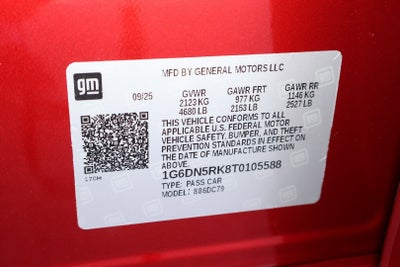 gm
MFD BY GENERAL MOTORS LLC
09/25
GVWR GAWR FRT GAWR RR
2123 KG 977 KG 1146 KG
4680 LB 2153 LB 2527 LB
THIS VEHICLE CONFORMS TO ALL
APPLICABLE U.S. FEDERAL MOTOR
VEHICLE SAFETY, BUMPER, AND THEFT
PREVENTION STANDARDS IN EFFECT ON
THE DATE OF MANUFACTURE SHOWN ABOVE.
170M
1G6DN5RK8T0105588
TYPE: PASS CAR
MODEL: 886DC79